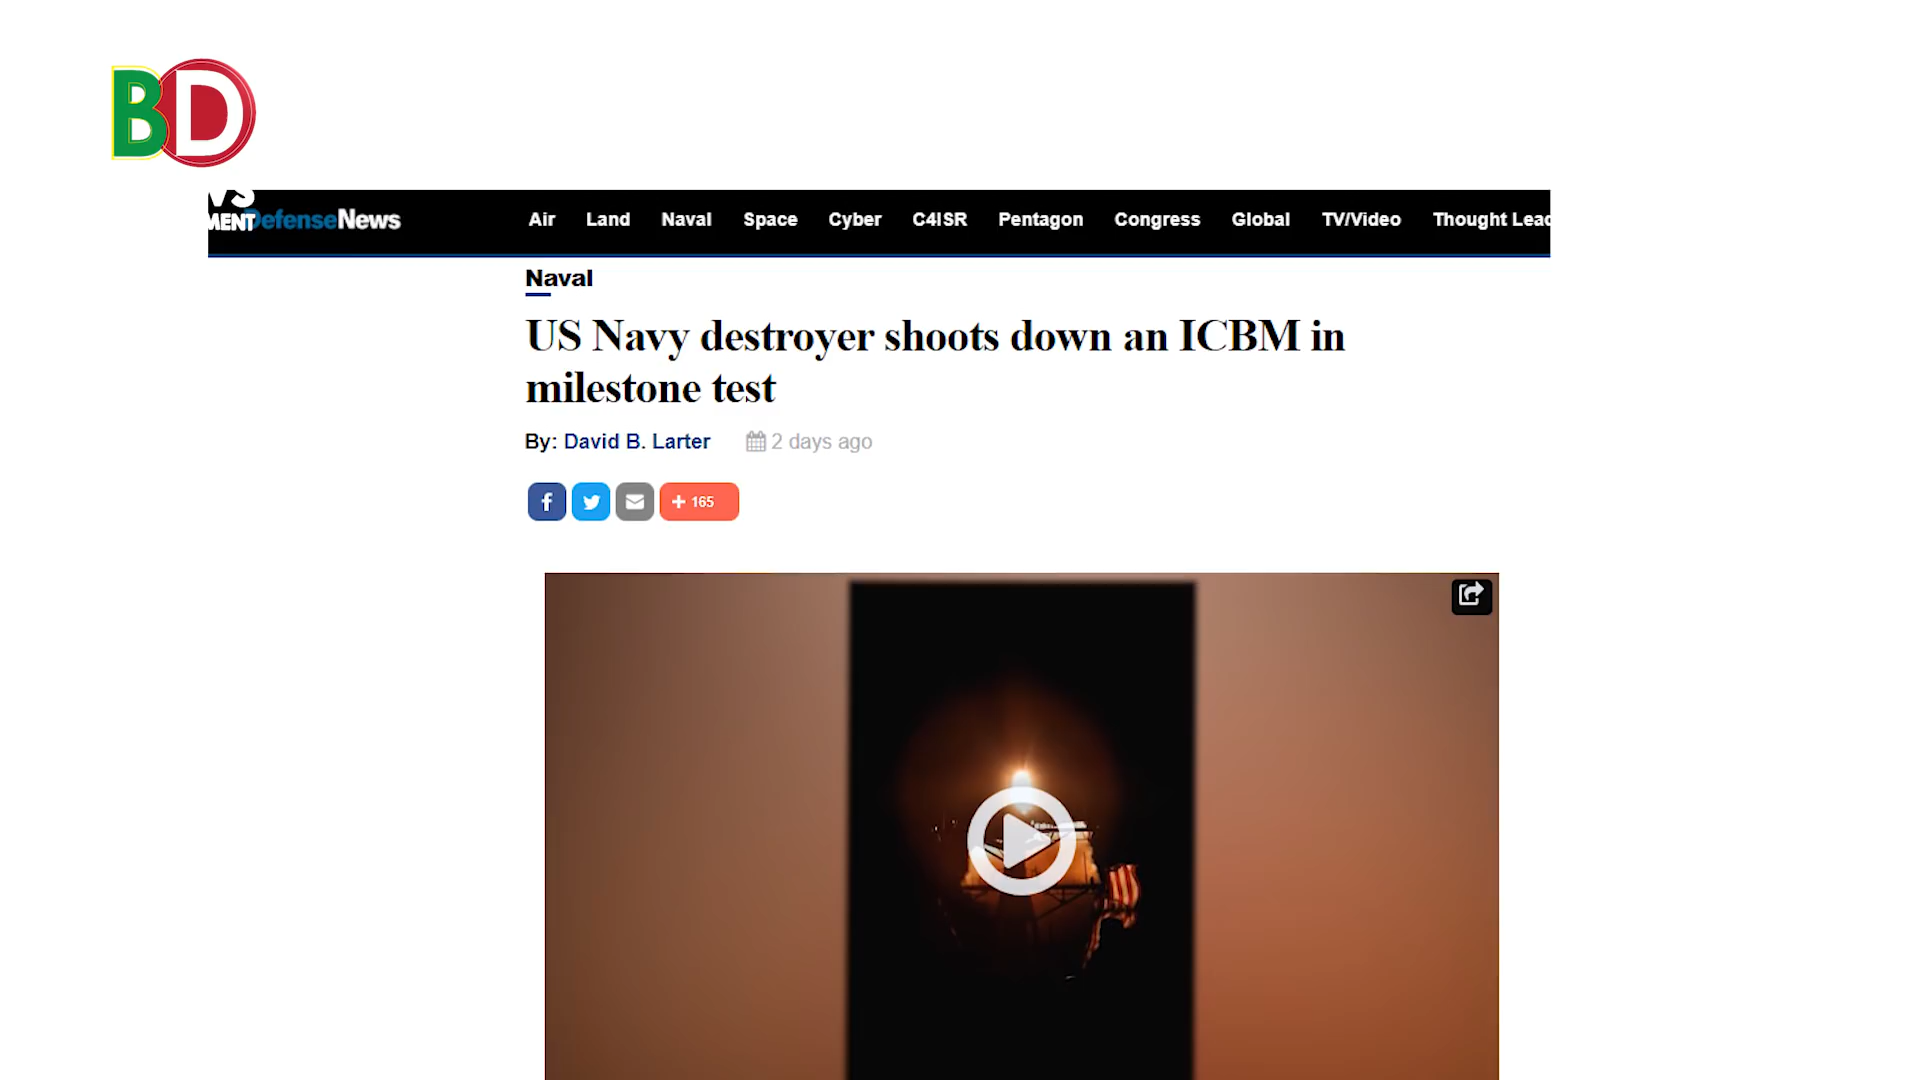 BD
MENT
DefenseNews
Air Land Naval Space Cyber C4ISR Pentagon Congress Global TV/Video Thought Lead
Naval
US Navy destroyer shoots down an ICBM in
milestone test
By: David B. Larter 2 days ago
f + 165